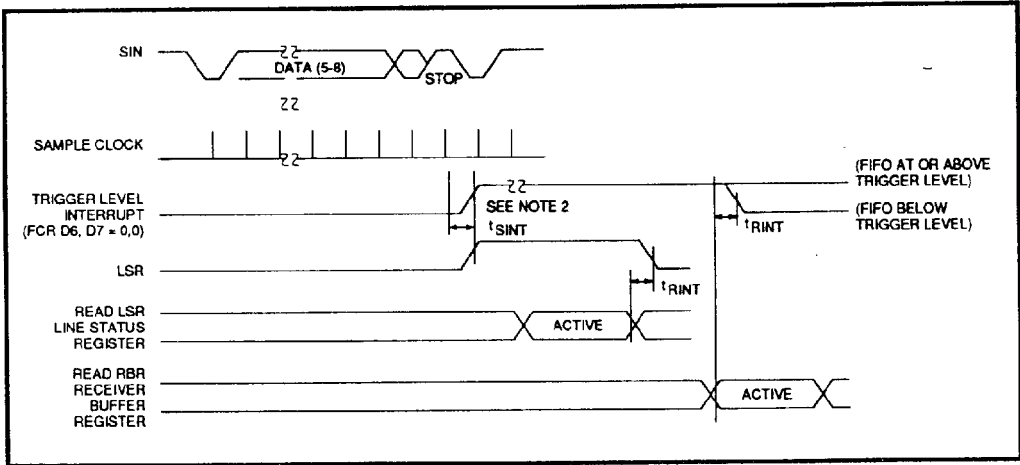 SIN
DATA (5-8)
STOP
SAMPLE CLOCK
TRIGGER LEVEL
INTERRUPT
(FCR D6, D7 = 0,0)
SEE NOTE 2
tSINT
(FIFO AT OR ABOVE
TRIGGER LEVEL)
(FIFO BELOW
TRIGGER LEVEL)
tRINT
LSR
tRINT
READ LSR
LINE STATUS
REGISTER
ACTIVE
READ RBR
RECEIVER
BUFFER
REGISTER
ACTIVE